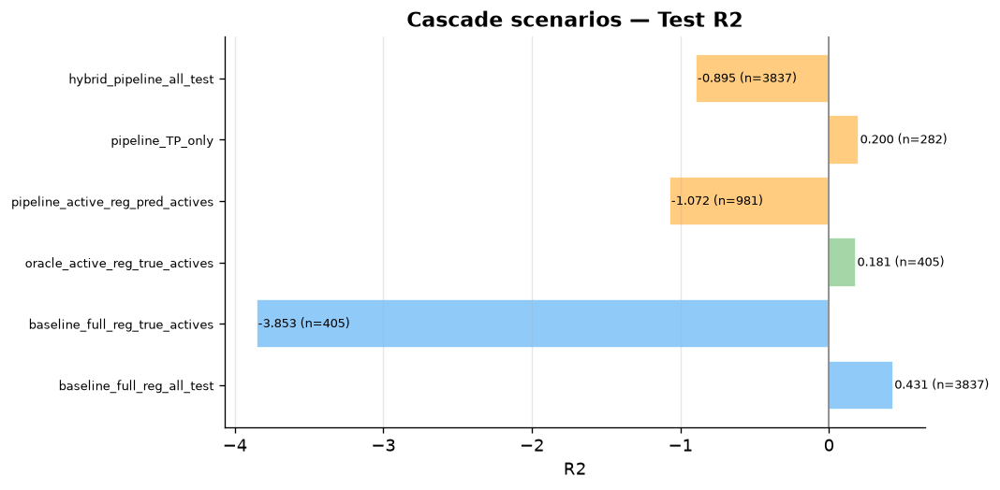 Cascade scenarios — Test R2
hybrid_pipeline_all_test
-0.895 (n=3837)
pipeline_TP_only
0.200 (n=282)
pipeline_active_reg_pred_actives
-1.072 (n=981)
oracle_active_reg_true_actives
0.181 (n=405)
baseline_full_reg_true_actives
-3.853 (n=405)
baseline_full_reg_all_test
0.431 (n=3837)
−4 −3 −2 −1 0
R2